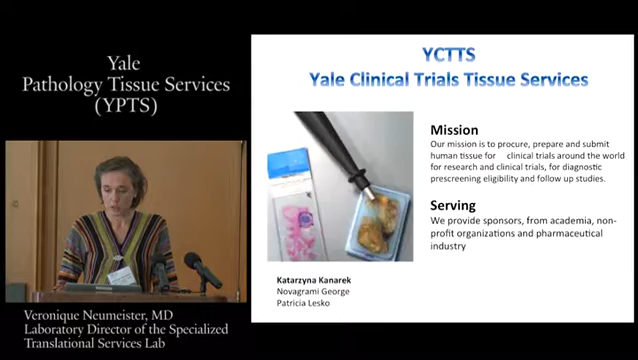 Yale
Pathology Tissue Services
(YPTS)
Veronique Neumeister, MD
Laboratory Director of the Specialized
Translational Services Lab
YCTTS
Yale Clinical Trials Tissue Services
Mission
Our mission is to procure, prepare and submit
human tissue for clinical trials around the world
for research and clinical trials, for diagnostic
prescreening eligibility and follow up studies.
Serving
We provide sponsors, from academia, non-
profit organizations and pharmaceutical
industry
Katarzyna Kanarek
Novagrami George
Patricia Lesko